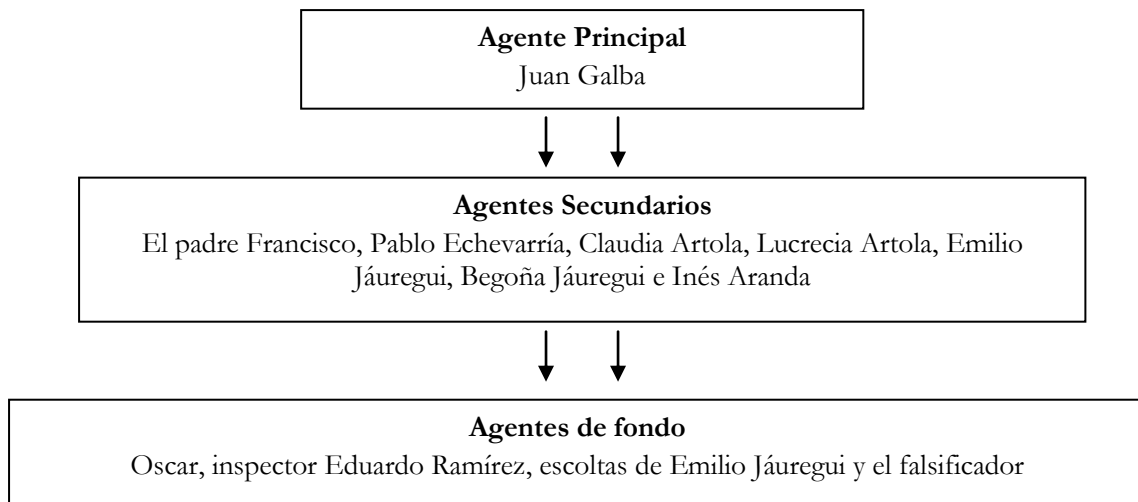 Agente Principal
Juan Galba
Agentes Secundarios
El padre Francisco, Pablo Echevarría, Claudia Artola, Lucrecia Artola, Emilio
Jáuregui, Begoña Jáuregui e Inés Aranda
Agentes de fondo
Oscar, inspector Eduardo Ramírez, escoltas de Emilio Jáuregui y el falsificador